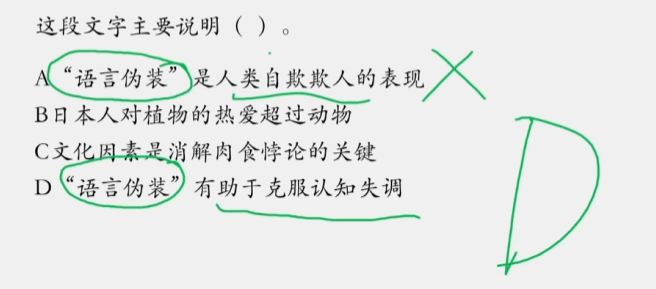 这段文字主要说明（ ）。
A“语言伪装”是人类自欺欺人的表现
B日本人对植物的热爱超过动物
C文化因素是消解肉食悖论的关键
D“语言伪装”有助于克服认知失调
D